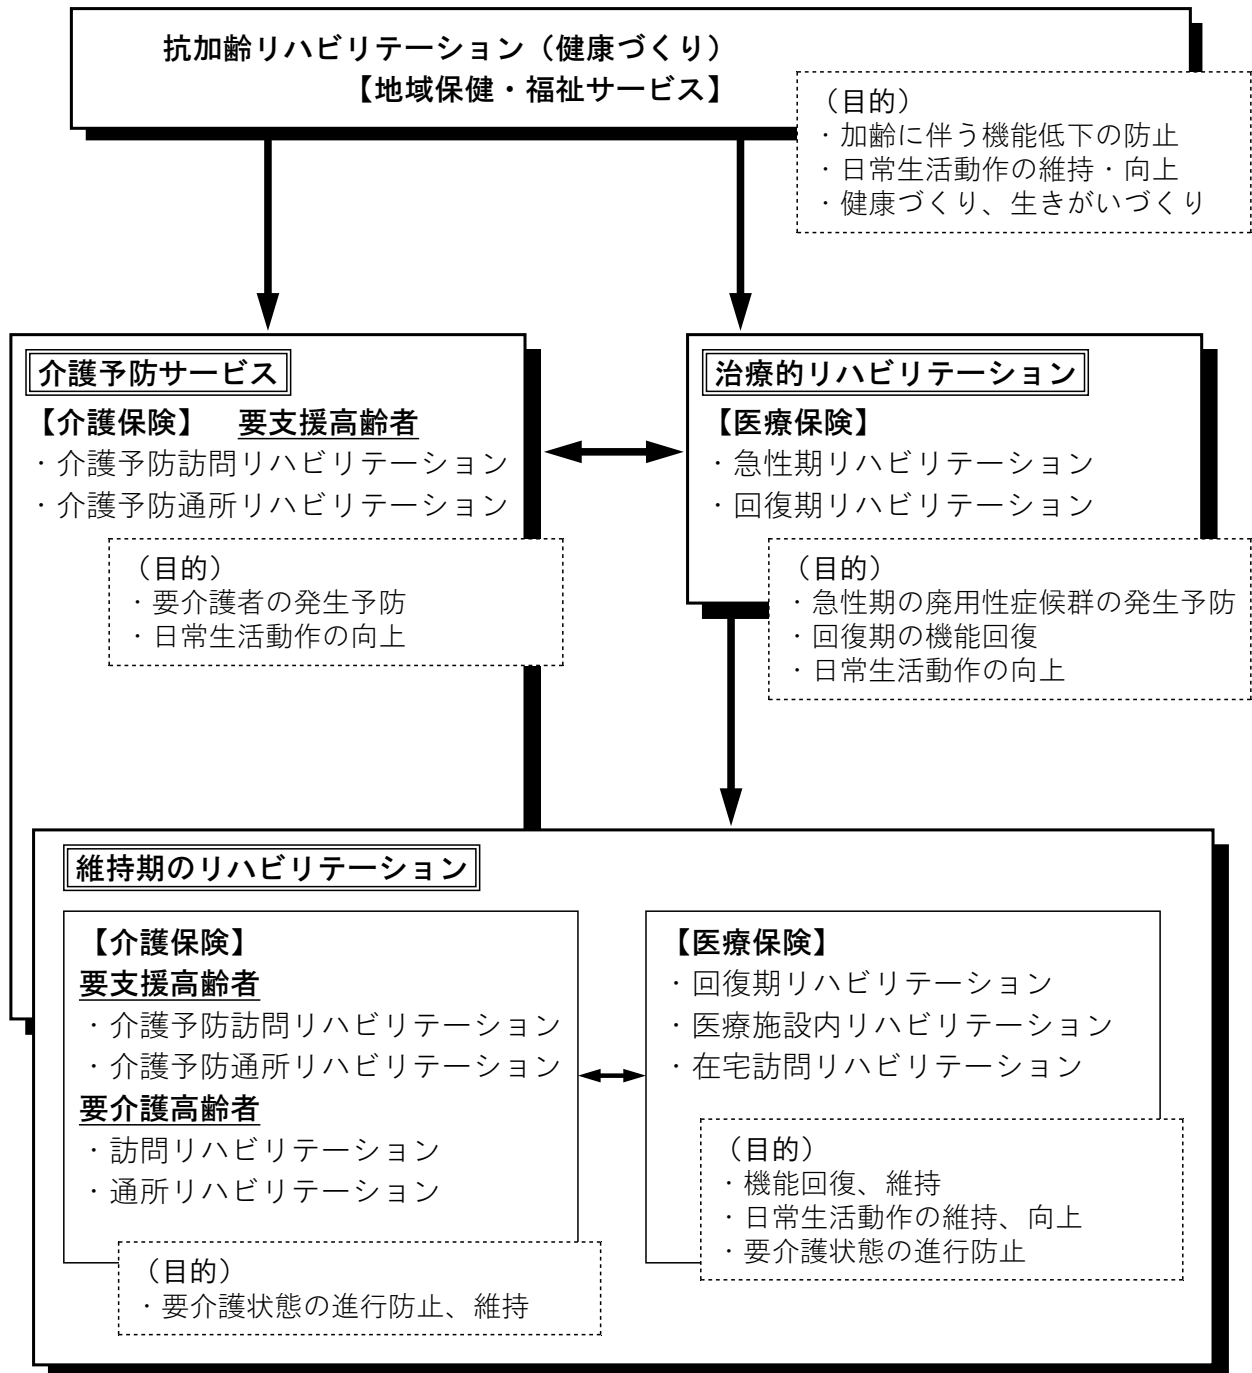 抗加齢リハビリテーション（健康づくり）
【地域保健・福祉サービス】
（目的）
・加齢に伴う機能低下の防止
・日常生活動作の維持・向上
・健康づくり、生きがいづくり
介護予防サービス
【介護保険】　要支援高齢者
・介護予防訪問リハビリテーション
・介護予防通所リハビリテーション
（目的）
・要介護者の発生予防
・日常生活動作の向上
治療的リハビリテーション
【医療保険】
・急性期リハビリテーション
・回復期リハビリテーション
（目的）
・急性期の廃用性症候群の発生予防
・回復期の機能回復
・日常生活動作の向上
維持期のリハビリテーション
【介護保険】
要支援高齢者
・介護予防訪問リハビリテーション
・介護予防通所リハビリテーション
要介護高齢者
・訪問リハビリテーション
・通所リハビリテーション
（目的）
・要介護状態の進行防止、維持
【医療保険】
・回復期リハビリテーション
・医療施設内リハビリテーション
・在宅訪問リハビリテーション
（目的）
・機能回復、維持
・日常生活動作の維持、向上
・要介護状態の進行防止